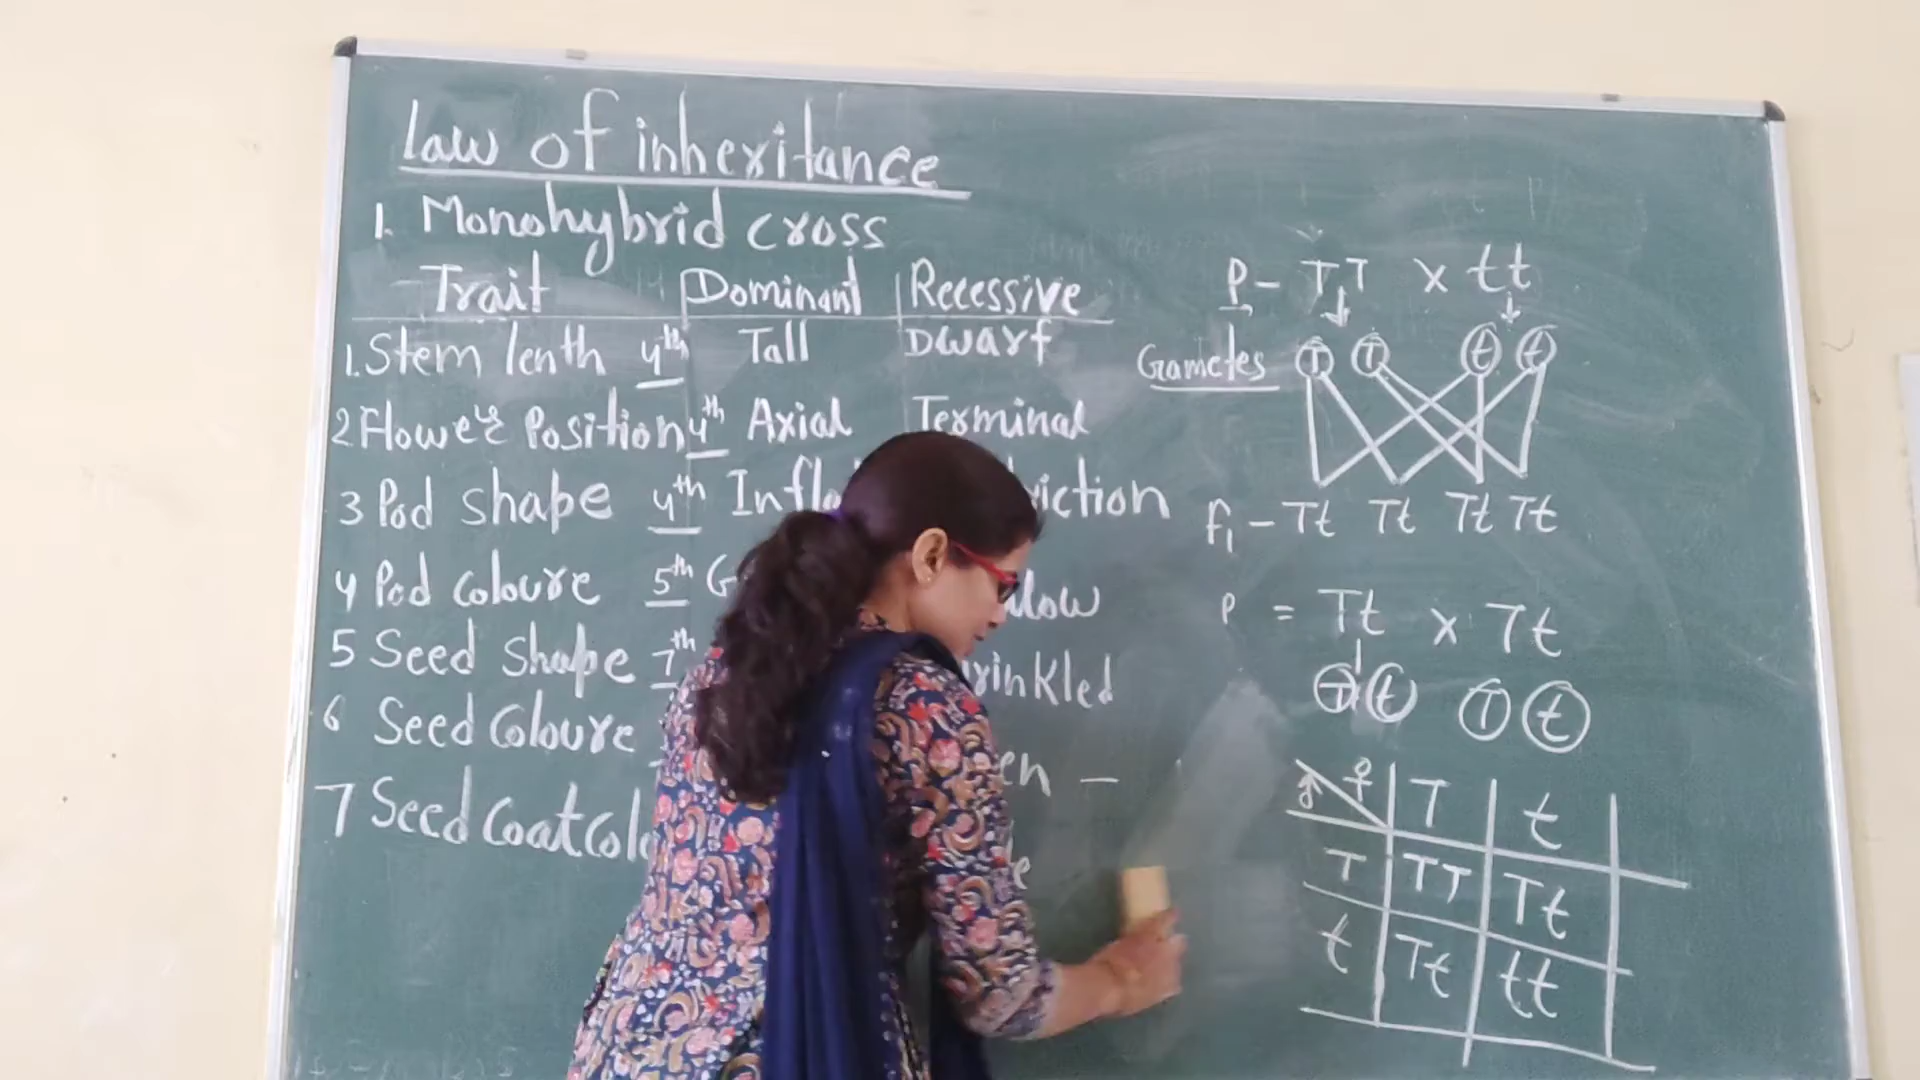 Law of inheritance
1. Monohybrid cross
Trait Dominant Recessive
1. Stem lenth 4th Tall Dwarf
2 Flower Position 4th Axial Terminal
3 Pod shape 4th
4 Pod Coloure 5th
5 Seed Shape 7th
6 Seed Coloure
7 Seed Coat
P - TT x tt
Gametes T T t t
F1 - Tt Tt Tt Tt
P = Tt x Tt
T t T t
♂ ♀ T t
T TT Tt
t Tt tt